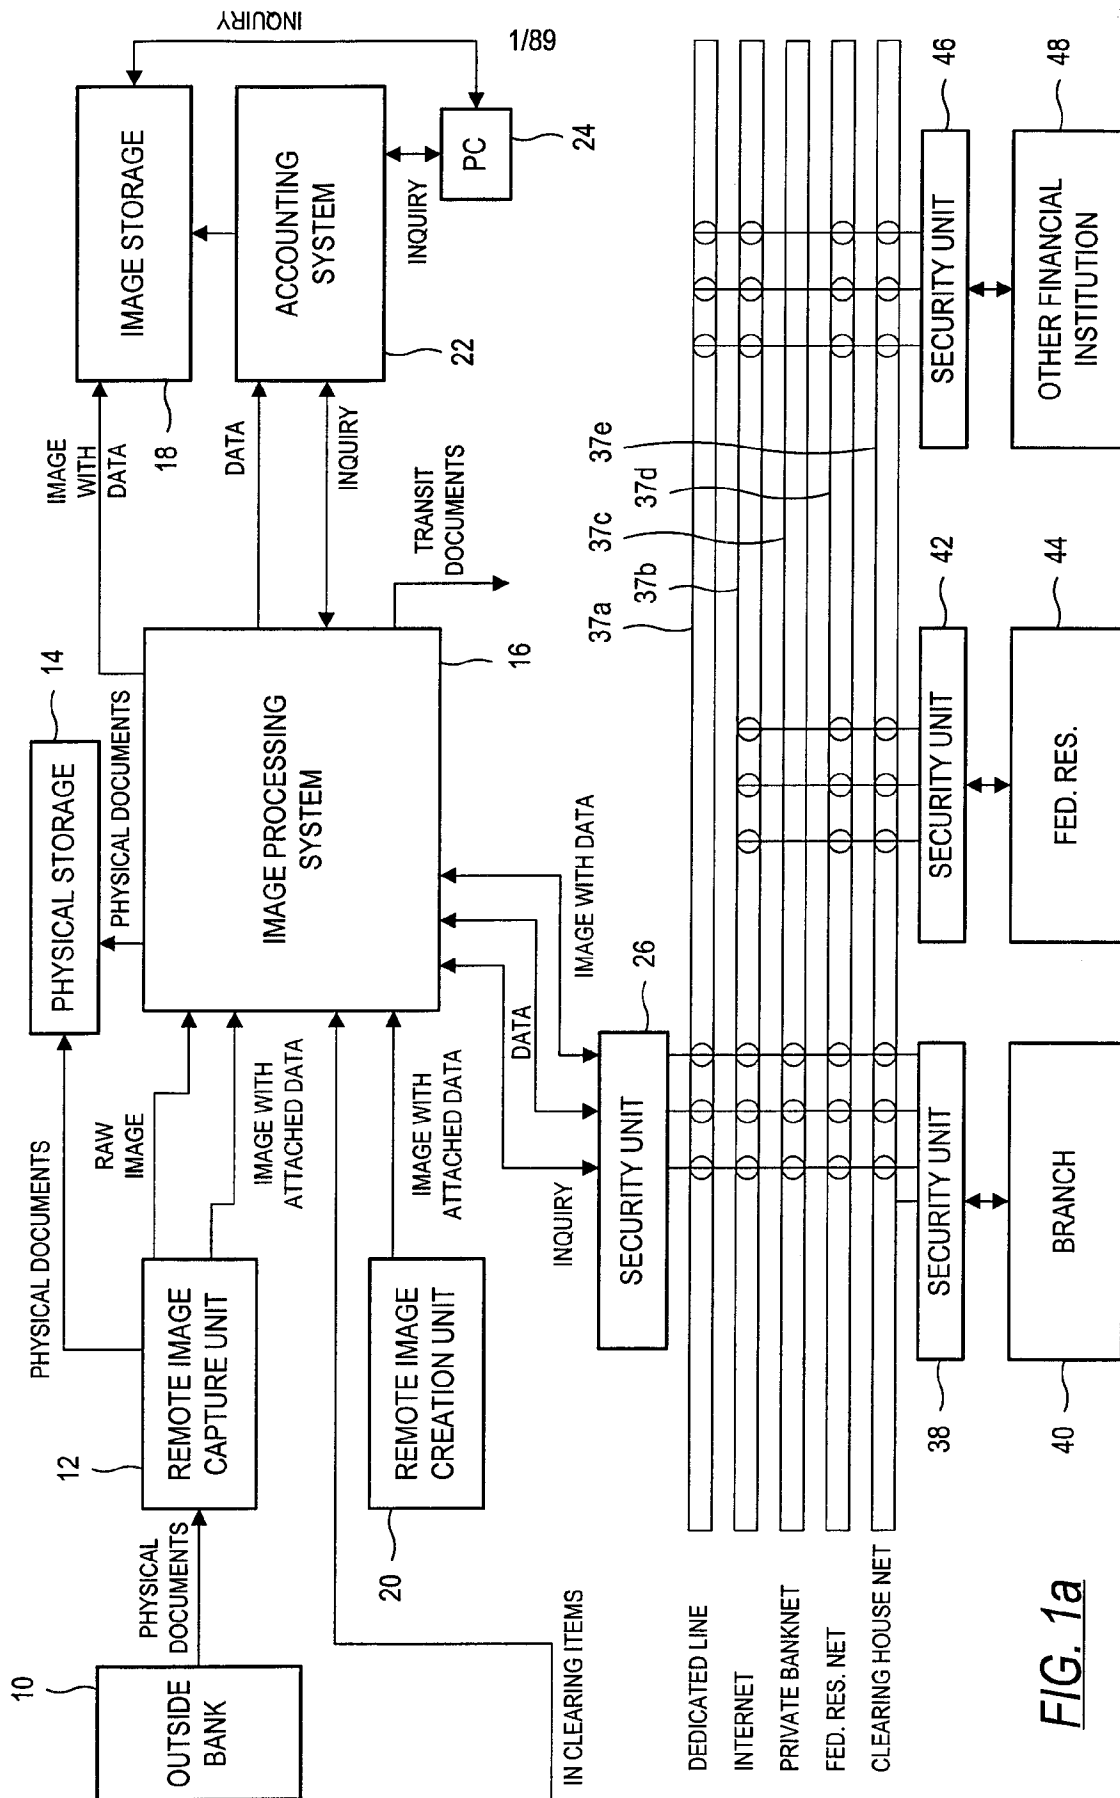 1/89
10
OUTSIDE
BANK
PHYSICAL
DOCUMENTS
12
REMOTE IMAGE
CAPTURE UNIT
PHYSICAL DOCUMENTS
RAW
IMAGE
IMAGE WITH
ATTACHED DATA
PHYSICAL STORAGE
14
PHYSICAL DOCUMENTS
IMAGE PROCESSING
SYSTEM
16
IMAGE
WITH
DATA
IMAGE STORAGE
18
INQUIRY
DATA
INQUIRY
ACCOUNTING
SYSTEM
22
INQUIRY
PC
24
TRANSIT
DOCUMENTS
20
REMOTE IMAGE
CREATION UNIT
IMAGE WITH
ATTACHED DATA
IN CLEARING ITEMS
INQUIRY
DATA
IMAGE WITH DATA
SECURITY UNIT
26
DEDICATED LINE
INTERNET
PRIVATE BANKNET
FED. RES. NET
CLEARING HOUSE NET
37a
37b
37c
37d
37e
38
SECURITY UNIT
40
BRANCH
SECURITY UNIT
42
FED. RES.
44
SECURITY UNIT
46
OTHER FINANCIAL
INSTITUTION
48
FIG. 1a